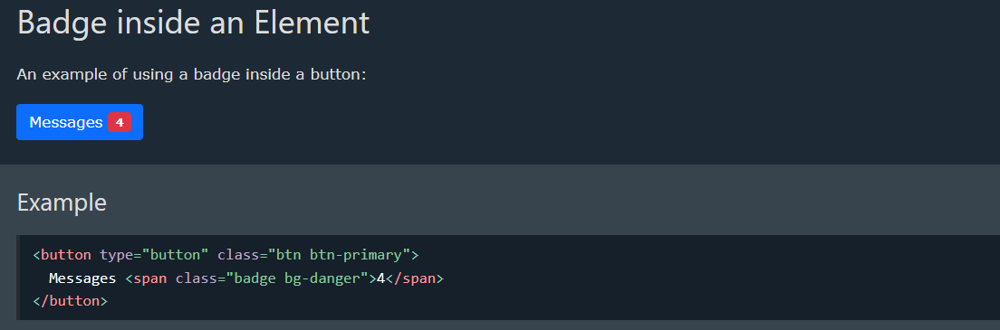 Badge inside an Element
An example of using a badge inside a button:
Messages 4
Example
<button type="button" class="btn btn-primary">
  Messages <span class="badge bg-danger">4</span>
</button>